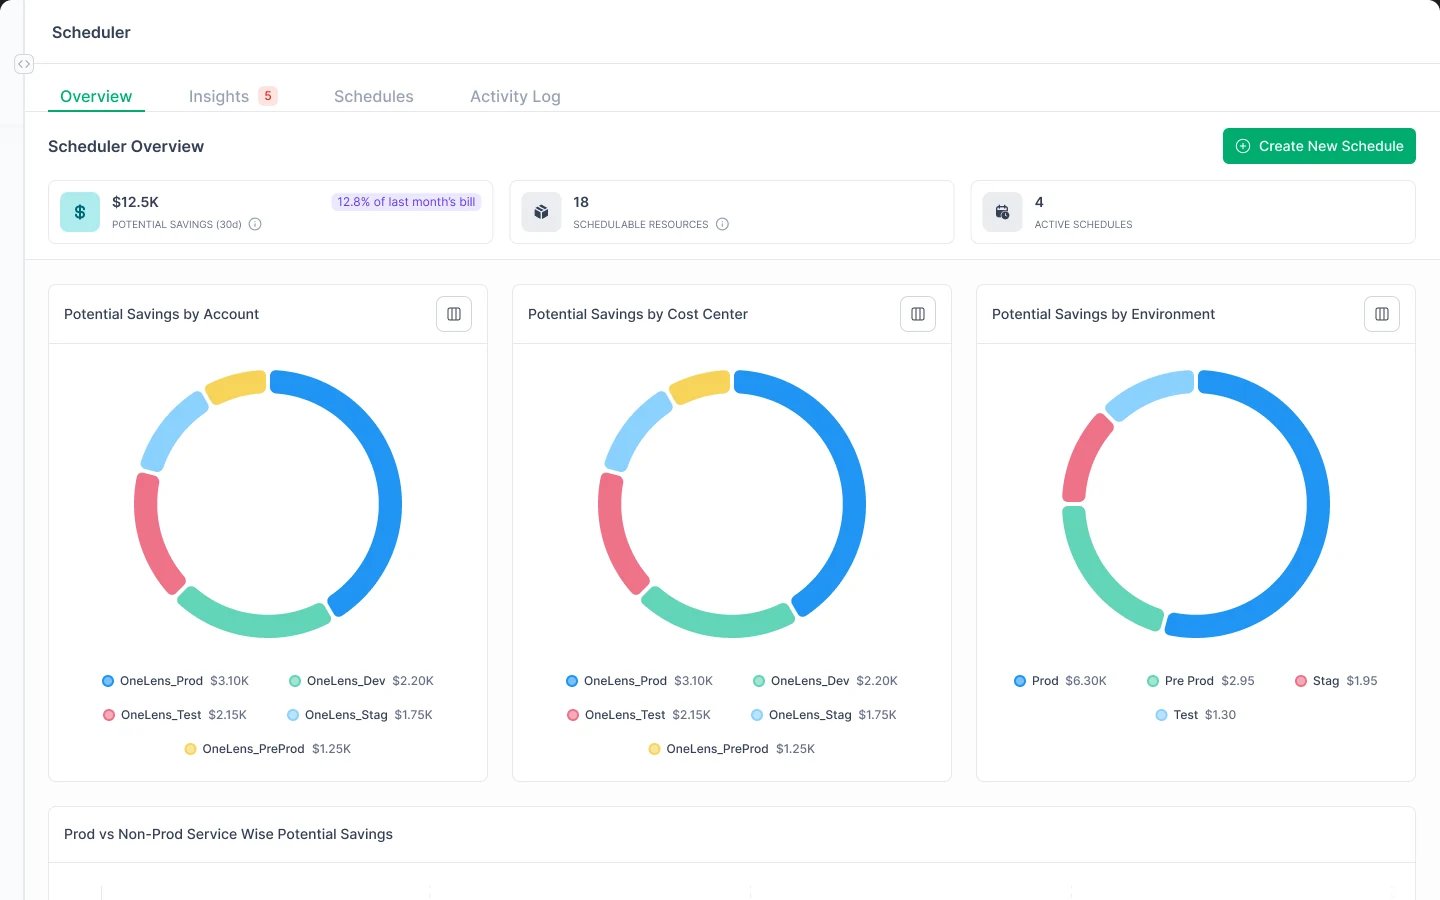 Scheduler
Overview
Insights 5
Schedules
Activity Log
Scheduler Overview
Create New Schedule
$12.5K
12.8% of last month's bill
POTENTIAL SAVINGS (30d)
18
SCHEDULABLE RESOURCES
4
ACTIVE SCHEDULES
Potential Savings by Account
OneLens_Prod $3.10K
OneLens_Dev $2.20K
OneLens_Test $2.15K
OneLens_Stag $1.75K
OneLens_PreProd $1.25K
Potential Savings by Cost Center
OneLens_Prod $3.10K
OneLens_Dev $2.20K
OneLens_Test $2.15K
OneLens_Stag $1.75K
OneLens_PreProd $1.25K
Potential Savings by Environment
Prod $6.30K
Pre Prod $2.95
Stag $1.95
Test $1.30
Prod vs Non-Prod Service Wise Potential Savings